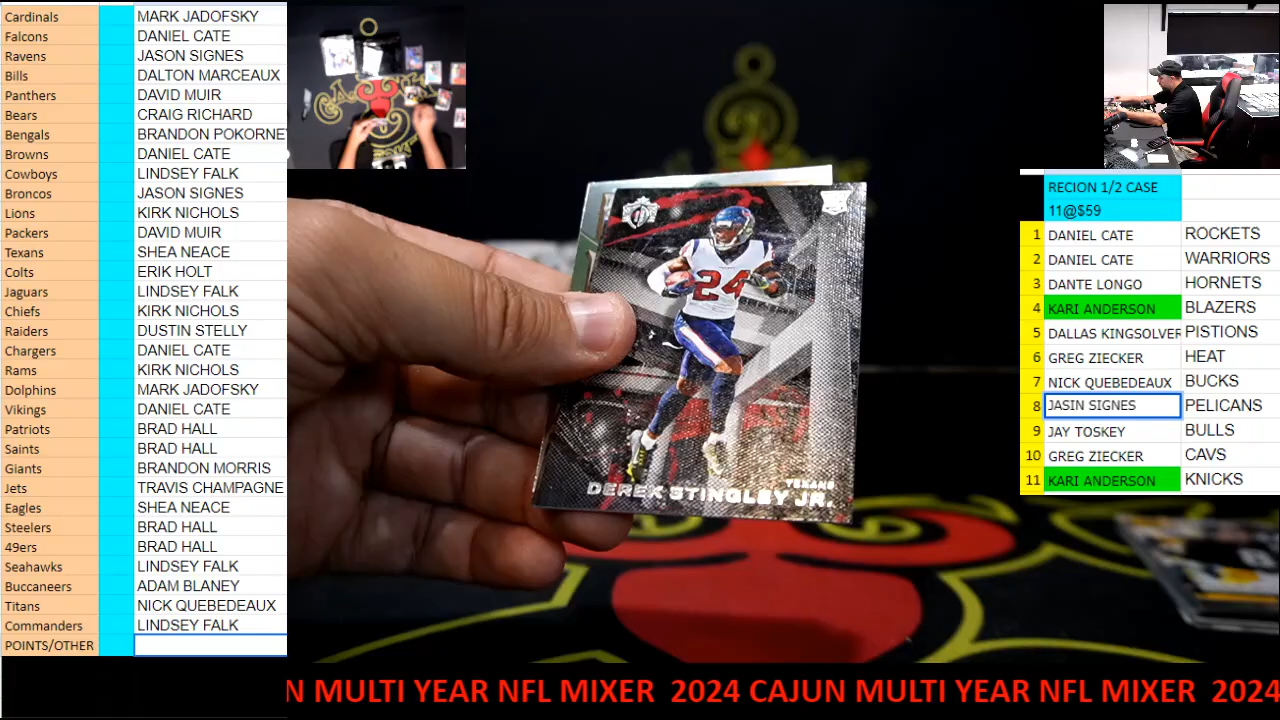 Cardinals MARK JADOFSKY
Falcons DANIEL CATE
Ravens JASON SIGNES
Bills DALTON MARCEAUX
Panthers DAVID MUIR
Bears CRAIG RICHARD
Bengals BRANDON POKORNE
Browns DANIEL CATE
Cowboys LINDSEY FALK
Broncos JASON SIGNES
Lions KIRK NICHOLS
Packers DAVID MUIR
Texans SHEA NEACE
Colts ERIK HOLT
Jaguars LINDSEY FALK
Chiefs KIRK NICHOLS
Raiders DUSTIN STELLY
Chargers DANIEL CATE
Rams KIRK NICHOLS
Dolphins MARK JADOFSKY
Vikings DANIEL CATE
Patriots BRAD HALL
Saints BRAD HALL
Giants BRANDON MORRIS
Jets TRAVIS CHAMPAGNE
Eagles SHEA NEACE
Steelers BRAD HALL
49ers BRAD HALL
Seahawks LINDSEY FALK
Buccaneers ADAM BLANEY
Titans NICK QUEBEDEAUX
Commanders LINDSEY FALK
POINTS/OTHER
24
TEXANS
DEREK STINGLEY JR.
RECION 1/2 CASE
11@$59
1 DANIEL CATE ROCKETS
2 DANIEL CATE WARRIORS
3 DANTE LONGO HORNETS
4 KARI ANDERSON BLAZERS
5 DALLAS KINGSOLVER PISTIONS
6 GREG ZIECKER HEAT
7 NICK QUEBEDEAUX BUCKS
8 JASIN SIGNES PELICANS
9 JAY TOSKEY BULLS
10 GREG ZIECKER CAVS
11 KARI ANDERSON KNICKS
N MULTI YEAR NFL MIXER 2024 CAJUN MULTI YEAR NFL MIXER 2024